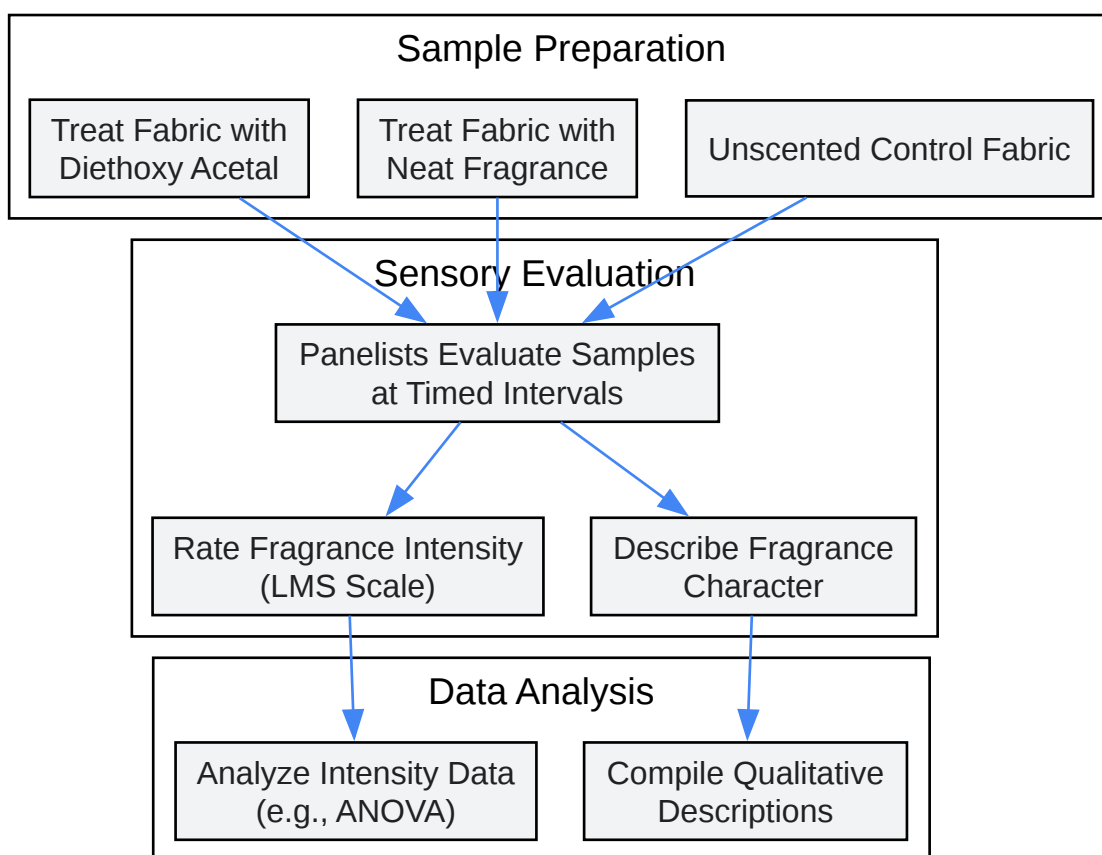 Sample Preparation
Treat Fabric with
Diethoxy Acetal
Treat Fabric with
Neat Fragrance
Unscented Control Fabric
Sensory Evaluation
Panelists Evaluate Samples
at Timed Intervals
Rate Fragrance Intensity
(LMS Scale)
Describe Fragrance
Character
Data Analysis
Analyze Intensity Data
(e.g., ANOVA)
Compile Qualitative
Descriptions